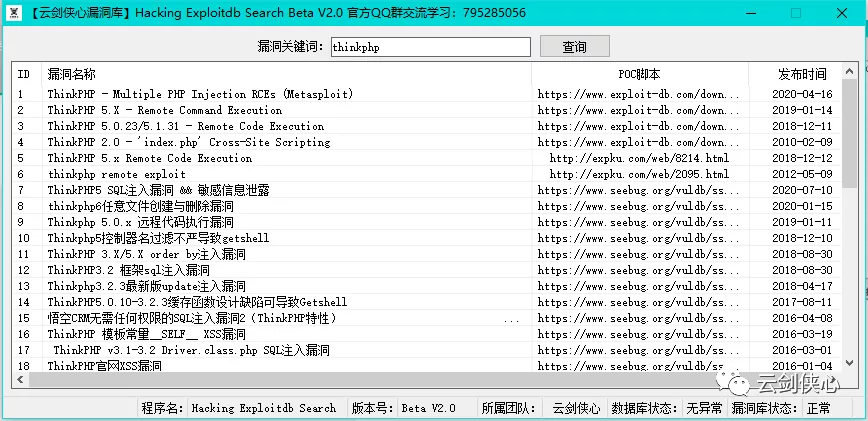 【云剑侠心漏洞库】Hacking Exploitdb Search Beta V2.0 官方QQ群交流学习：795285056
漏洞关键词: thinkphp 查询
ID 漏洞名称 POC脚本 发布时间
1 ThinkPHP - Multiple PHP Injection RCEs (Metasploit) https://www.exploit-db.com/down... 2020-04-16
2 ThinkPHP 5.X - Remote Command Execution https://www.exploit-db.com/down... 2019-01-14
3 ThinkPHP 5.0.23/5.1.31 - Remote Code Execution https://www.exploit-db.com/down... 2018-12-11
4 ThinkPHP 2.0 - 'index.php' Cross-Site Scripting https://www.exploit-db.com/down... 2010-02-09
5 ThinkPHP 5.x Remote Code Execution http://expku.com/web/8214.html 2018-12-12
6 thinkphp remote exploit http://expku.com/web/2095.html 2012-05-09
7 ThinkPHP5 SQL注入漏洞 && 敏感信息泄露 https://www.seebug.org/vuldb/ss... 2020-07-10
8 thinkphp6任意文件创建与删除漏洞 https://www.seebug.org/vuldb/ss... 2020-01-15
9 Thinkphp 5.0.x 远程代码执行漏洞 https://www.seebug.org/vuldb/ss... 2019-01-11
10 Thinkphp5控制器名过滤不严导致getshell https://www.seebug.org/vuldb/ss... 2018-12-10
11 ThinkPHP 3.X/5.X order by注入漏洞 https://www.seebug.org/vuldb/ss... 2018-08-30
12 ThinkPHP3.2 框架sql注入漏洞 https://www.seebug.org/vuldb/ss... 2018-08-30
13 Thinkphp3.2.3最新版update注入漏洞 https://www.seebug.org/vuldb/ss... 2018-04-17
14 ThinkPHP5.0.10-3.2.3缓存函数设计缺陷可导致Getshell https://www.seebug.org/vuldb/ss... 2017-08-11
15 悟空CRM无需任何权限的SQL注入漏洞2（ThinkPHP特性） ... https://www.seebug.org/vuldb/ss... 2016-04-08
16 ThinkPHP 模板常量__SELF__ XSS漏洞 https://www.seebug.org/vuldb/ss... 2016-03-19
17 ThinkPHP v3.1-3.2 Driver.class.php SQL注入漏洞 https://www.seebug.org/vuldb/ss... 2016-03-01
18 ThinkPHP官网XSS漏洞 https://www.seebug.org/vuldb/ss... 2016-01-04
云剑侠心
程序名: Hacking Exploitdb Search 版本号: Beta V2.0 所属团队: 云剑侠心 数据库状态: 无异常 漏洞库状态: 正常